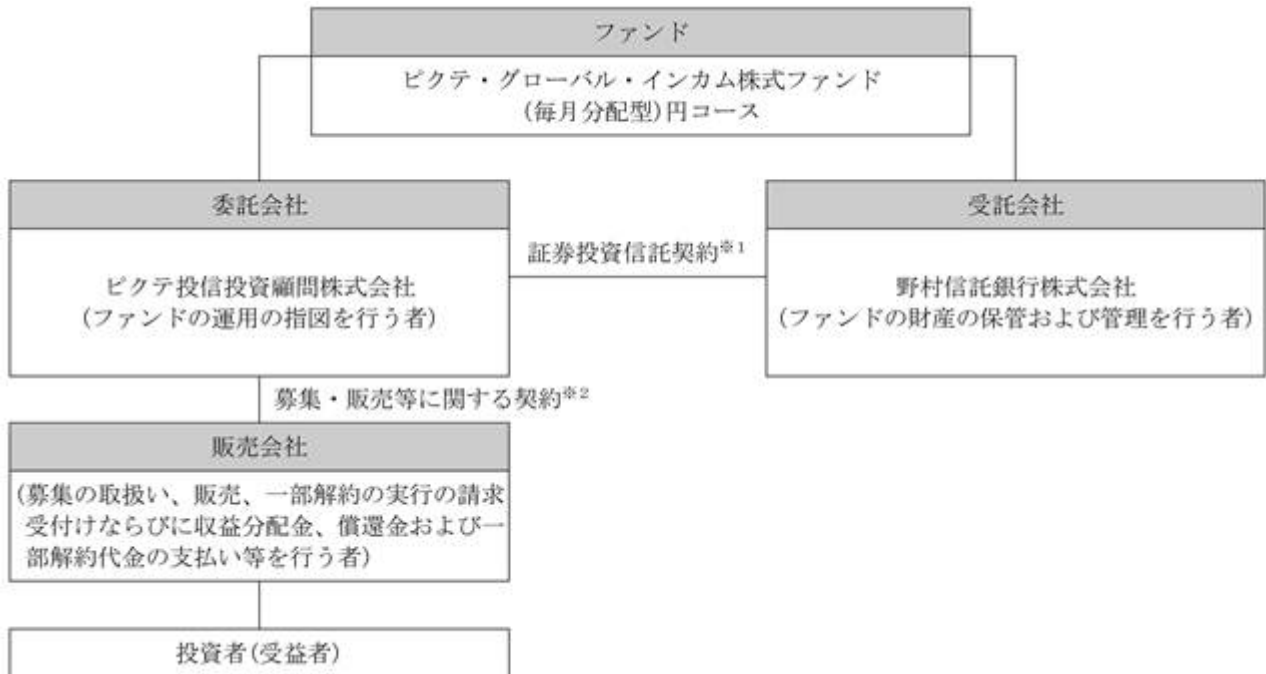 ファンド
ピクテ・グローバル・インカム株式ファンド
(毎月分配型)円コース
委託会社
ピクテ投信投資顧問株式会社
(ファンドの運用の指図を行う者)
証券投資信託契約※1
受託会社
野村信託銀行株式会社
(ファンドの財産の保管および管理を行う者)
募集・販売等に関する契約※2
販売会社
(募集の取扱い、販売、一部解約の実行の請求
受付けならびに収益分配金、償還金および一
部解約代金の支払い等を行う者)
投資者(受益者)